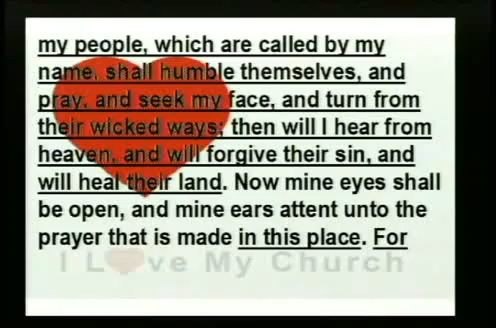 my people, which are called by my
name, shall humble themselves, and
pray, and seek my face, and turn from
their wicked ways; then will I hear from
heaven, and will forgive their sin, and
will heal their land. Now mine eyes shall
be open, and mine ears attent unto the
prayer that is made in this place. For
I L❤ve My Church